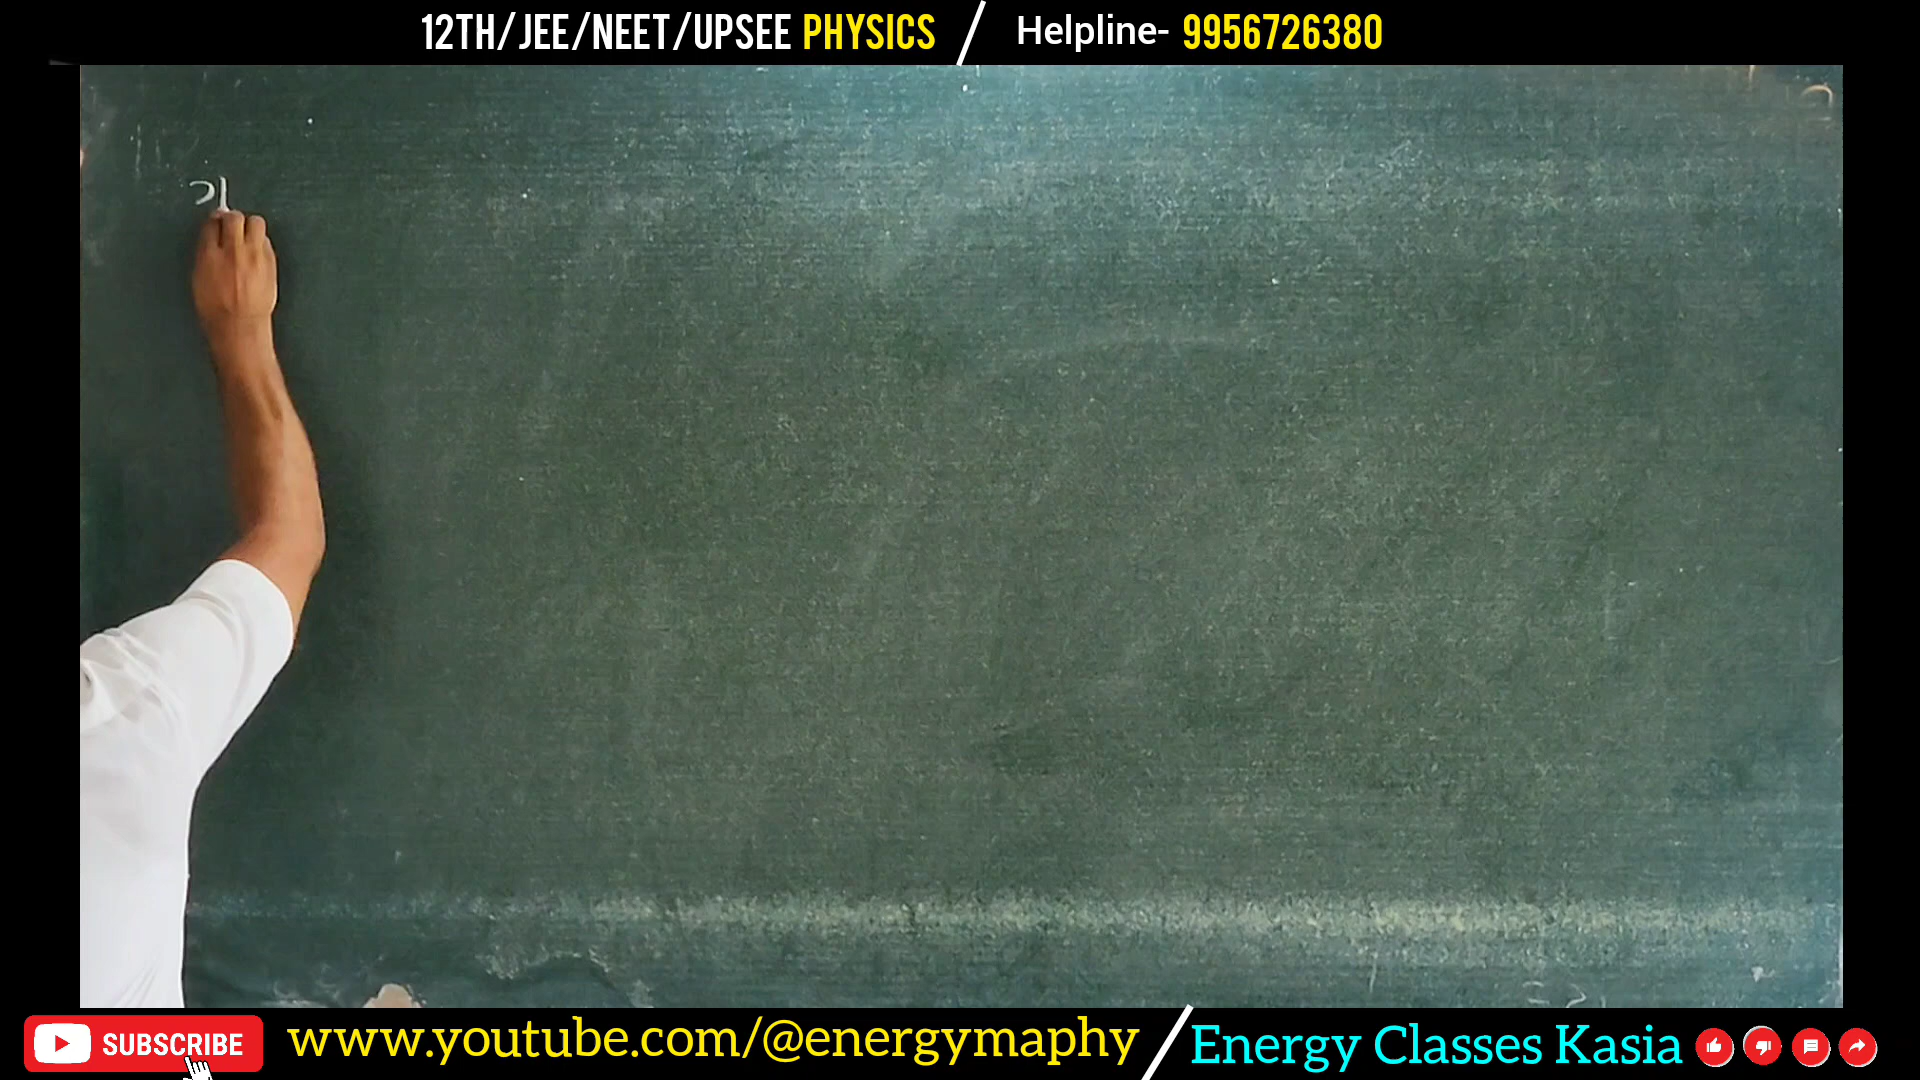 12TH/JEE/NEET/UPSEE PHYSICS / Helpline- 9956726380
SUBSCRIBE www.youtube.com/@energymaphy / Energy Classes Kasia